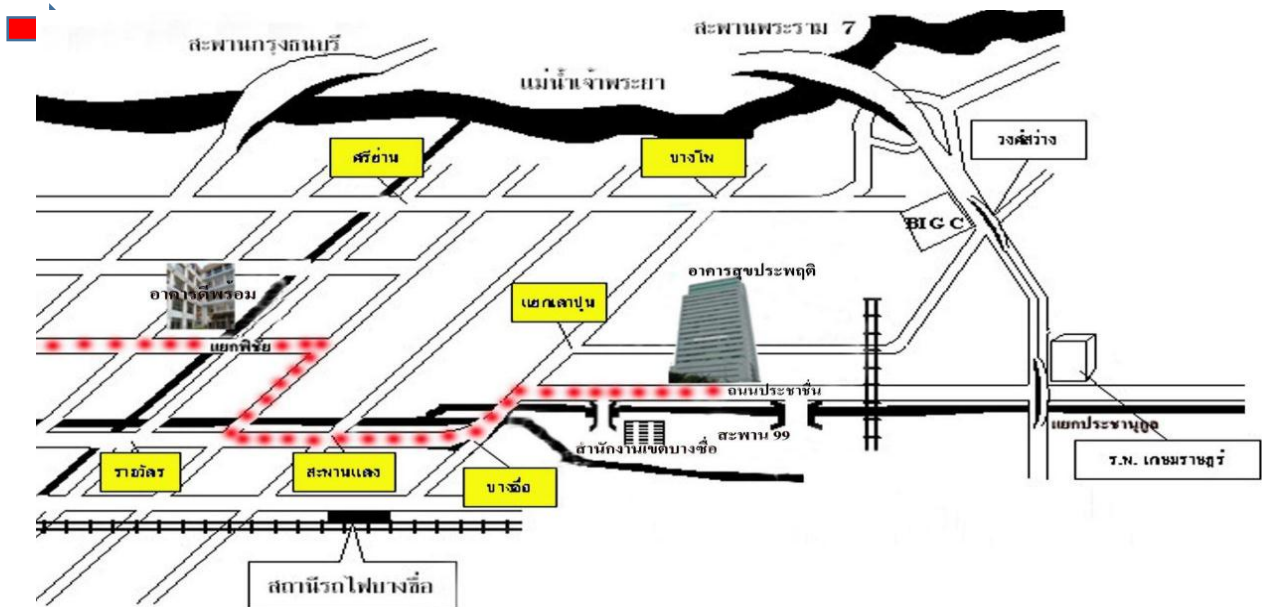 สะพานกรุงธนบุรี
สะพานพระราม 7
แม่น้ำเจ้าพระยา
ศรีย่าน
บางโพ
วงศ์สว่าง
BIG C
อาคารสุขประพฤติ
อาคารดีพร้อม
แยกเตาปูน
แยกพิชัย
ถนนประชาชื่น
แยกประชานุกูล
สะพาน 99
สำนักงานเขตบางซื่อ
ราชวัตร
สะพานแดง
บางซื่อ
ร.พ. เกษมราษฎร์
สถานีรถไฟบางซื่อ